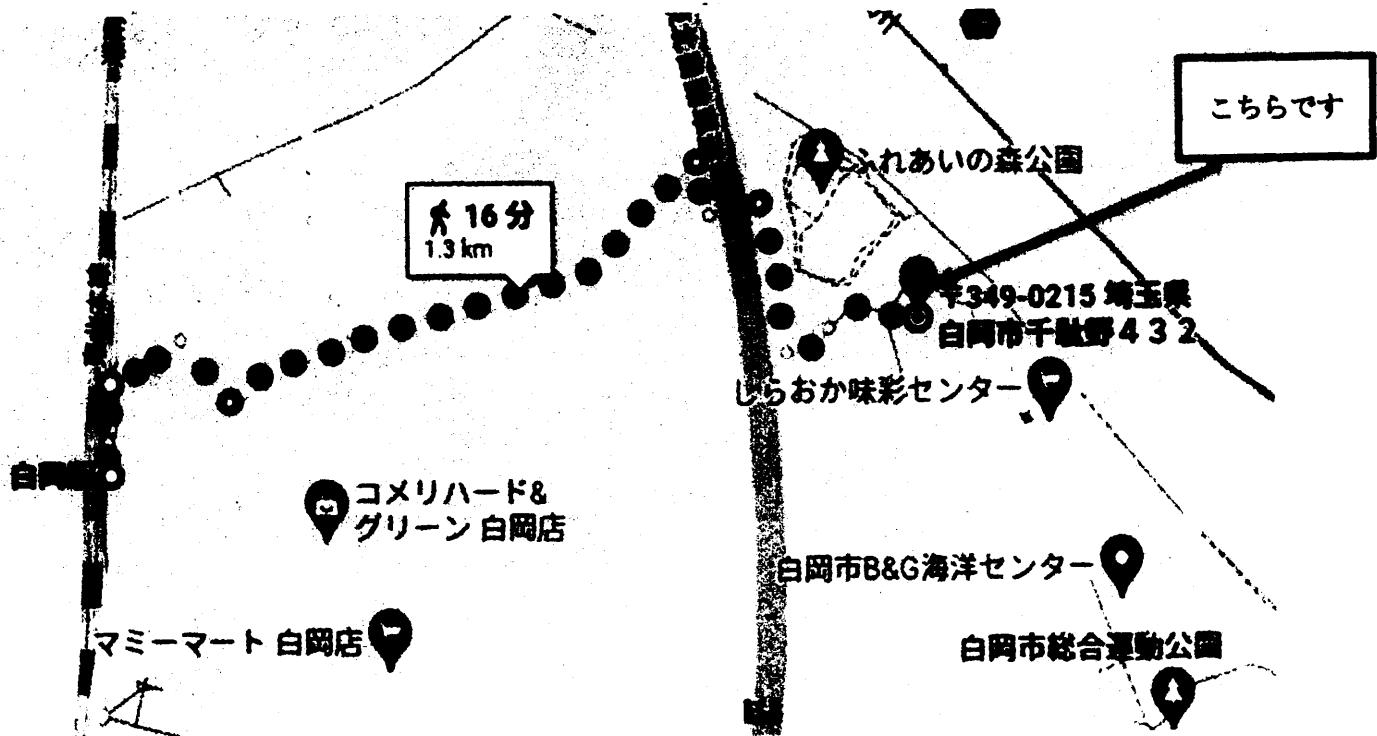 こちらです
ふれあいの森公園
16 分
1.3 km
〒349-0215 埼玉県
白岡市千駄野４３２
しらおか味彩センター
白岡
コメリハード&
グリーン 白岡店
白岡市B&G海洋センター
マミーマート 白岡店
白岡市総合運動公園